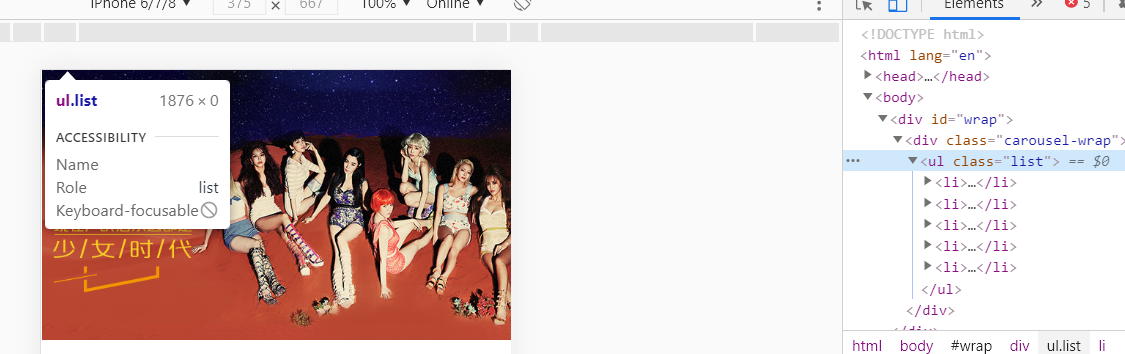 iPhone 6/7/8 ▼ 375 × 667 100% ▼ Online ▼
Elements » 5
ul.list 1876 × 0
ACCESSIBILITY
Name
Role list
Keyboard-focusable
少/女/时/代
<!DOCTYPE html>
<html lang="en">
<head>…</head>
<body>
<div id="wrap">
<div class="carousel-wrap">
<ul class="list"> == $0
<li>…</li>
<li>…</li>
<li>…</li>
<li>…</li>
<li>…</li>
</ul>
</div>
</div>
html body #wrap div ul.list li